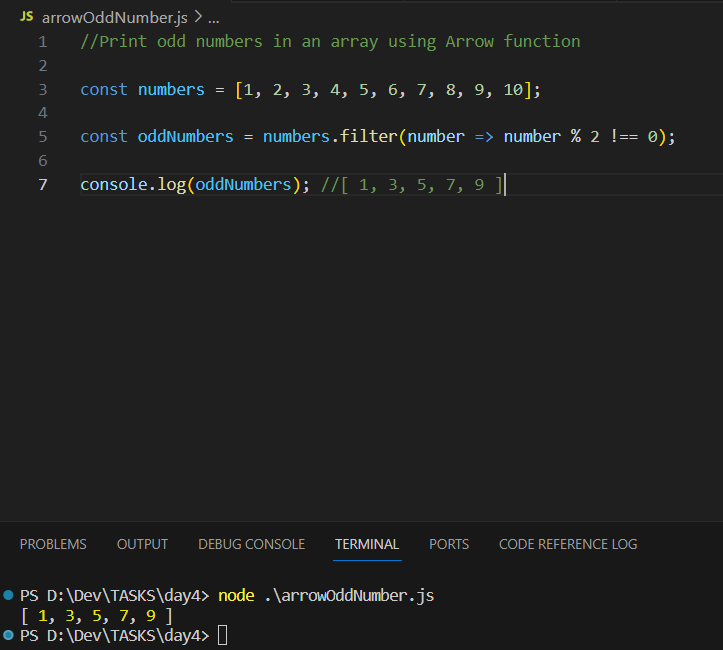 JS arrowOddNumber.js > ...
1 //Print odd numbers in an array using Arrow function
2
3 const numbers = [1, 2, 3, 4, 5, 6, 7, 8, 9, 10];
4
5 const oddNumbers = numbers.filter(number => number % 2 !== 0);
6
7 console.log(oddNumbers); //[ 1, 3, 5, 7, 9 ]
PROBLEMS OUTPUT DEBUG CONSOLE TERMINAL PORTS CODE REFERENCE LOG
PS D:\Dev\TASKS\day4> node .\arrowOddNumber.js
[ 1, 3, 5, 7, 9 ]
PS D:\Dev\TASKS\day4>